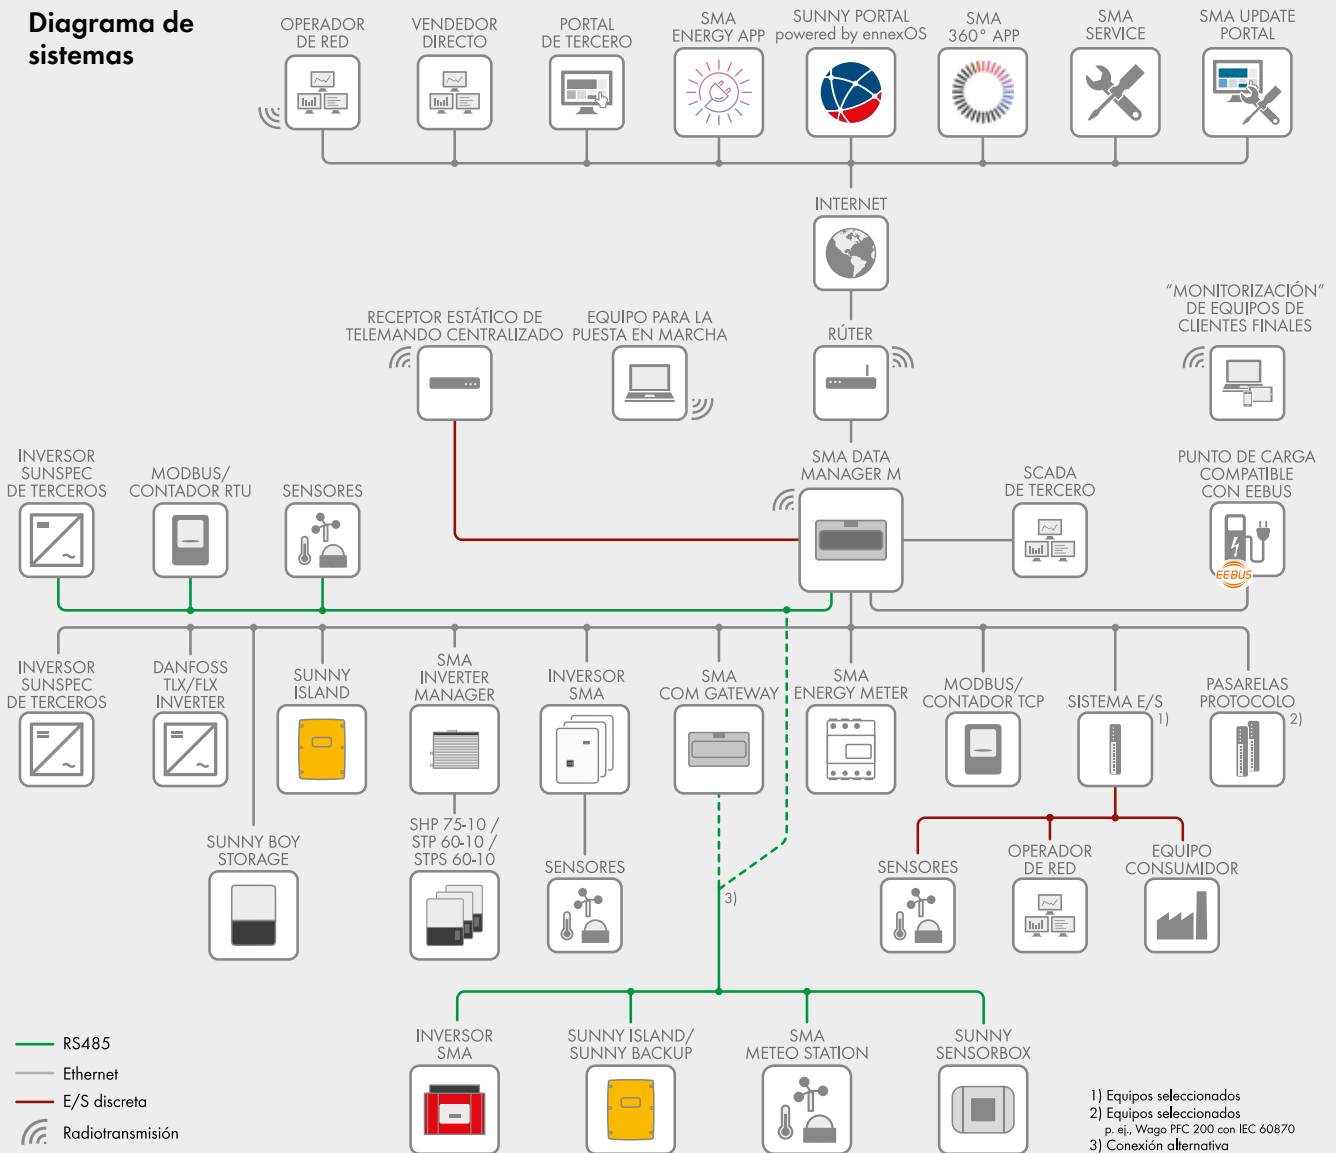 Diagrama de
sistemas
OPERADOR
DE RED
VENDEDOR
DIRECTO
PORTAL
DE TERCERO
SMA
ENERGY APP
SUNNY PORTAL
powered by ennexOS
SMA
360° APP
SMA
SERVICE
SMA UPDATE
PORTAL
INTERNET
RECEPTOR ESTÁTICO DE
TELEMANDO CENTRALIZADO
EQUIPO PARA LA
PUESTA EN MARCHA
RÚTER
"MONITORIZACIÓN"
DE EQUIPOS DE
CLIENTES FINALES
INVERSOR
SUNSPEC
DE TERCEROS
MODBUS/
CONTADOR RTU
SENSORES
SMA DATA
MANAGER M
SCADA
DE TERCERO
PUNTO DE CARGA
COMPATIBLE
CON EEBUS
EEBUS
INVERSOR
SUNSPEC
DE TERCEROS
DANFOSS
TLX/FLX
INVERTER
SUNNY
ISLAND
SMA
INVERTER
MANAGER
INVERSOR
SMA
SMA
COM GATEWAY
SMA
ENERGY METER
MODBUS/
CONTADOR TCP
SISTEMA E/S
1)
PASARELAS
PROTOCOLO
2)
SUNNY BOY
STORAGE
SHP 75-10 /
STP 60-10 /
STPS 60-10
SENSORES
3)
SENSORES
OPERADOR
DE RED
EQUIPO
CONSUMIDOR
INVERSOR
SMA
SUNNY ISLAND/
SUNNY BACKUP
SMA
METEO STATION
SUNNY
SENSORBOX
RS485
Ethernet
E/S discreta
Radiotransmisión
1) Equipos seleccionados
2) Equipos seleccionados
p. ej., Wago PFC 200 con IEC 60870
3) Conexión alternativa